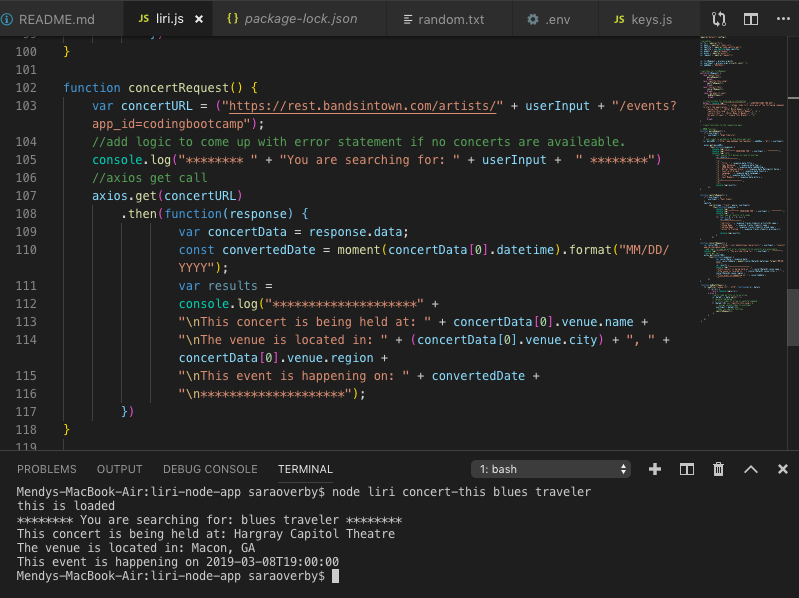 README.md JS liri.js × {} package-lock.json random.txt .env JS keys.js ...
100 }
101
102 function concertRequest() {
103 var concertURL = ("https://rest.bandsintown.com/artists/" + userInput + "/events?
app_id=codingbootcamp");
104 //add logic to come up with error statement if no concerts are availeable.
105 console.log("******** " + "You are searching for: " + userInput +  " ********")
106 //axios get call
107 axios.get(concertURL)
108 .then(function(response) {
109 var concertData = response.data;
110 const convertedDate = moment(concertData[0].datetime).format("MM/DD/
YYYY");
111 var results =
112 console.log("********************" +
113 "\nThis concert is being held at: " + concertData[0].venue.name +
114 "\nThe venue is located in: " + (concertData[0].venue.city) + ", " +
concertData[0].venue.region +
115 "\nThis event is happening on: " + convertedDate +
116 "\n********************");
117 })
118 }
119
PROBLEMS OUTPUT DEBUG CONSOLE TERMINAL 1: bash
Mendys-MacBook-Air:liri-node-app saraoverby$ node liri concert-this blues traveler
this is loaded
******** You are searching for: blues traveler ********
This concert is being held at: Hargray Capitol Theatre
The venue is located in: Macon, GA
This event is happening on 2019-03-08T19:00:00
Mendys-MacBook-Air:liri-node-app saraoverby$